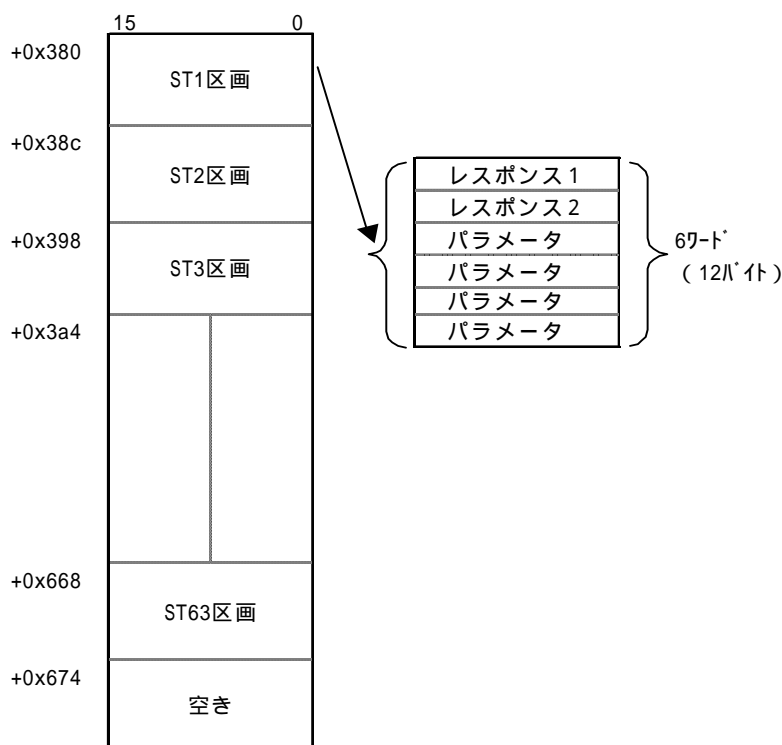 15 0
+0x380
ST1区画
+0x38c
ST2区画
+0x398
ST3区画
+0x3a4
+0x668
ST63区画
+0x674
空き
レスポンス1
レスポンス2
パラメータ
パラメータ
パラメータ
パラメータ
6ﾜｰﾄﾞ
(12ﾊﾞｲﾄ)